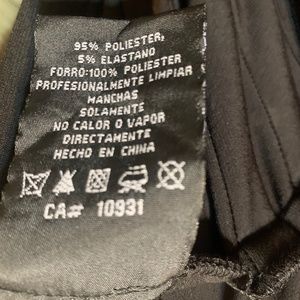 95% POLIESTER,
5% ELASTANO
FORRO:100% POLIESTER
PROFESIONALMENTE LIMPIAR
MANCHAS
SOLAMENTE
NO CALOR O VAPOR
DIRECTAMENTE
HECHO EN CHINA
CA# 10931